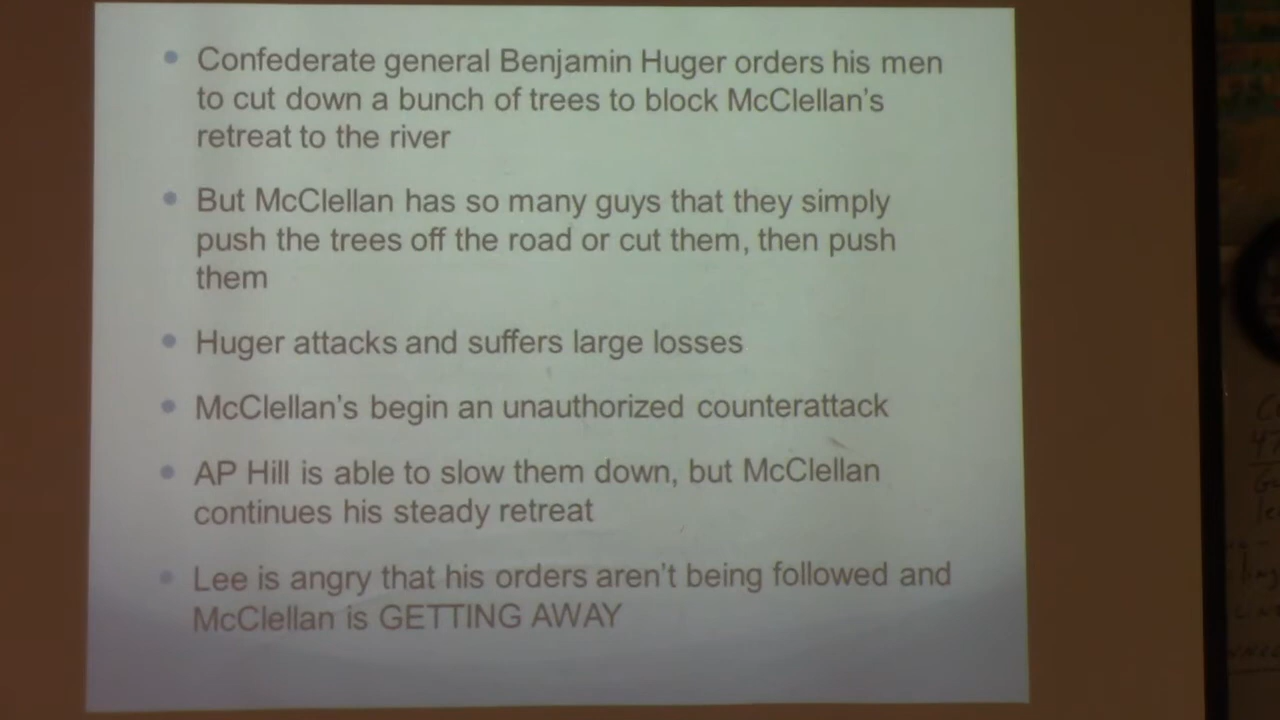 Confederate general Benjamin Huger orders his men
to cut down a bunch of trees to block McClellan's
retreat to the river
But McClellan has so many guys that they simply
push the trees off the road or cut them, then push
them
Huger attacks and suffers large losses
McClellan's begin an unauthorized counterattack
AP Hill is able to slow them down, but McClellan
continues his steady retreat
Lee is angry that his orders aren't being followed and
McClellan is GETTING AWAY